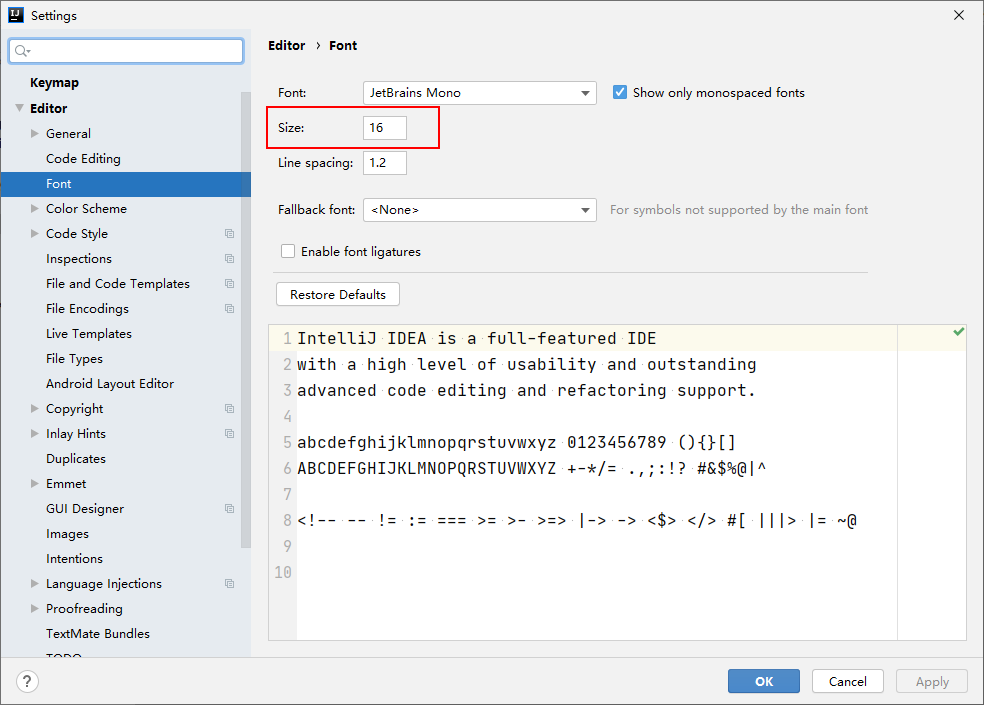 Settings
Keymap
Editor
General
Code Editing
Font
Color Scheme
Code Style
Inspections
File and Code Templates
File Encodings
Live Templates
File Types
Android Layout Editor
Copyright
Inlay Hints
Duplicates
Emmet
GUI Designer
Images
Intentions
Language Injections
Proofreading
TextMate Bundles
TODO
Editor › Font
Font: JetBrains Mono Show only monospaced fonts
Size: 16
Line spacing: 1.2
Fallback font: <None> For symbols not supported by the main font
Enable font ligatures
Restore Defaults
1 IntelliJ IDEA is a full-featured IDE
2 with a high level of usability and outstanding
3 advanced code editing and refactoring support.
4
5 abcdefghijklmnopqrstuvwxyz 0123456789 (){}[]
6 ABCDEFGHIJKLMNOPQRSTUVWXYZ +-*/= .,;:!? #&$%@|^
7
8 <!-- -- != := === >= >- >=> |-> -> <$> </> #[ |||> |= ~@
9
10
?
OK Cancel Apply